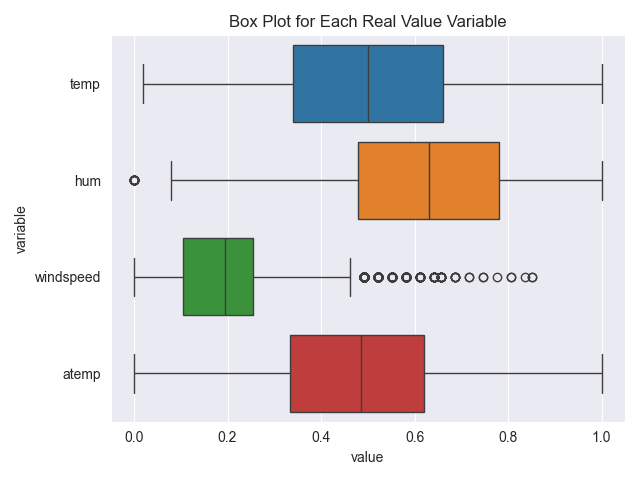 Box Plot for Each Real Value Variable
temp
hum
windspeed
atemp
variable
0.0 0.2 0.4 0.6 0.8 1.0
value